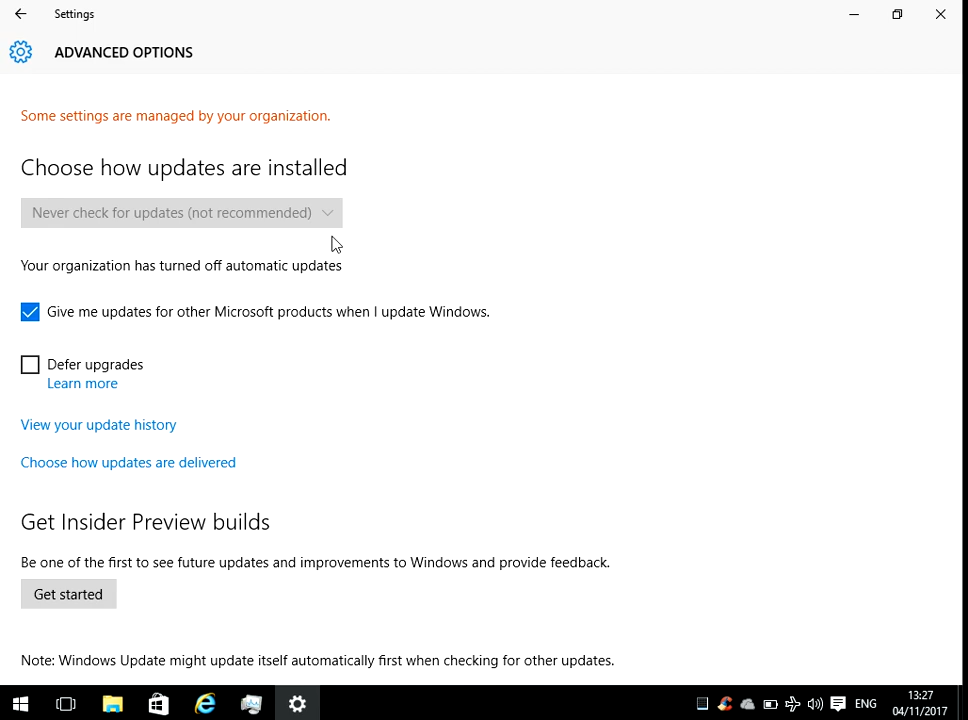 Settings
ADVANCED OPTIONS
Some settings are managed by your organization.
Choose how updates are installed
Never check for updates (not recommended)
Your organization has turned off automatic updates
Give me updates for other Microsoft products when I update Windows.
Defer upgrades
Learn more
View your update history
Choose how updates are delivered
Get Insider Preview builds
Be one of the first to see future updates and improvements to Windows and provide feedback.
Get started
Note: Windows Update might update itself automatically first when checking for other updates.
ENG
13:27
04/11/2017